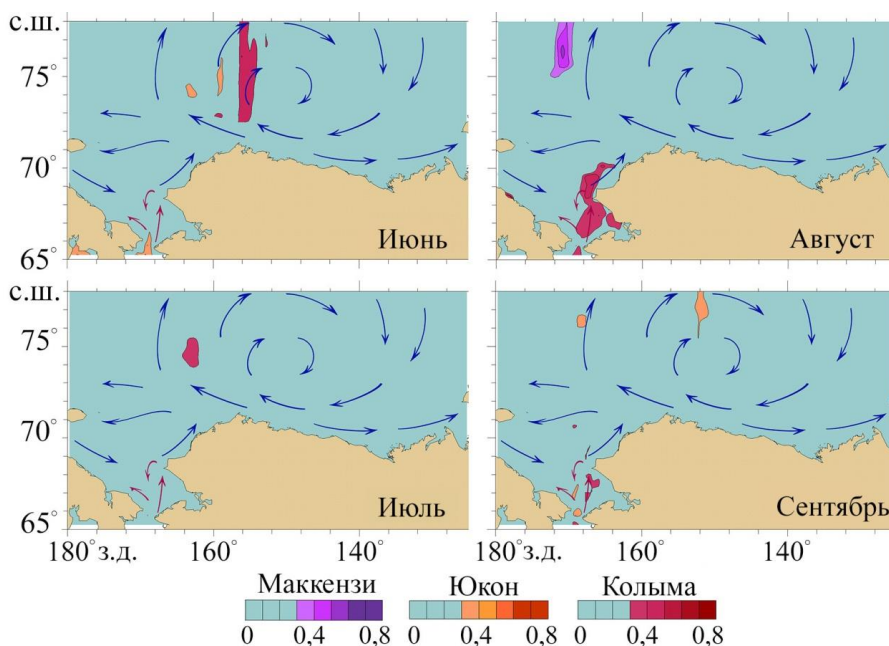 с.ш.
75°
70°
65°
Июнь
Август
с.ш.
75°
70°
65°
Июль
Сентябрь
180°з.д. 160° 140° 180°з.д. 160° 140°
Маккензи Юкон Колыма
0 0,4 0,8 0 0,4 0,8 0 0,4 0,8